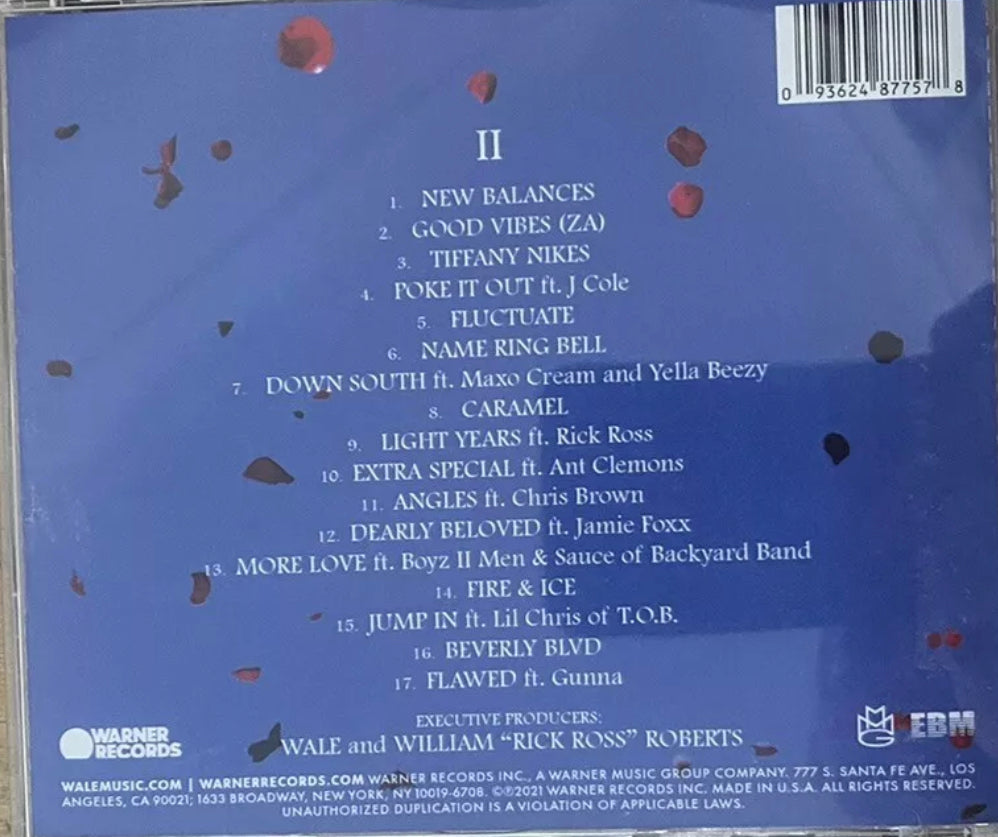 0 93624 87757 8
II
1. NEW BALANCES
2. GOOD VIBES (ZA)
3. TIFFANY NIKES
4. POKE IT OUT ft. J Cole
5. FLUCTUATE
6. NAME RING BELL
7. DOWN SOUTH ft. Maxo Cream and Yella Beezy
8. CARAMEL
9. LIGHT YEARS ft. Rick Ross
10. EXTRA SPECIAL ft. Ant Clemons
11. ANGLES ft. Chris Brown
12. DEARLY BELOVED ft. Jamie Foxx
13. MORE LOVE ft. Boyz II Men & Sauce of Backyard Band
14. FIRE & ICE
15. JUMP IN ft. Lil Chris of T.O.B.
16. BEVERLY BLVD
17. FLAWED ft. Gunna
EXECUTIVE PRODUCERS:
WALE and WILLIAM “RICK ROSS” ROBERTS
WARNER
RECORDS
MMG
EBM
WALEMUSIC.COM | WARNERRECORDS.COM WARNER RECORDS INC., A WARNER MUSIC GROUP COMPANY. 777 S. SANTA FE AVE., LOS
ANGELES, CA 90021; 1633 BROADWAY, NEW YORK, NY 10019-6708. ©℗2021 WARNER RECORDS INC. MADE IN U.S.A. ALL RIGHTS RESERVED.
UNAUTHORIZED DUPLICATION IS A VIOLATION OF APPLICABLE LAWS.